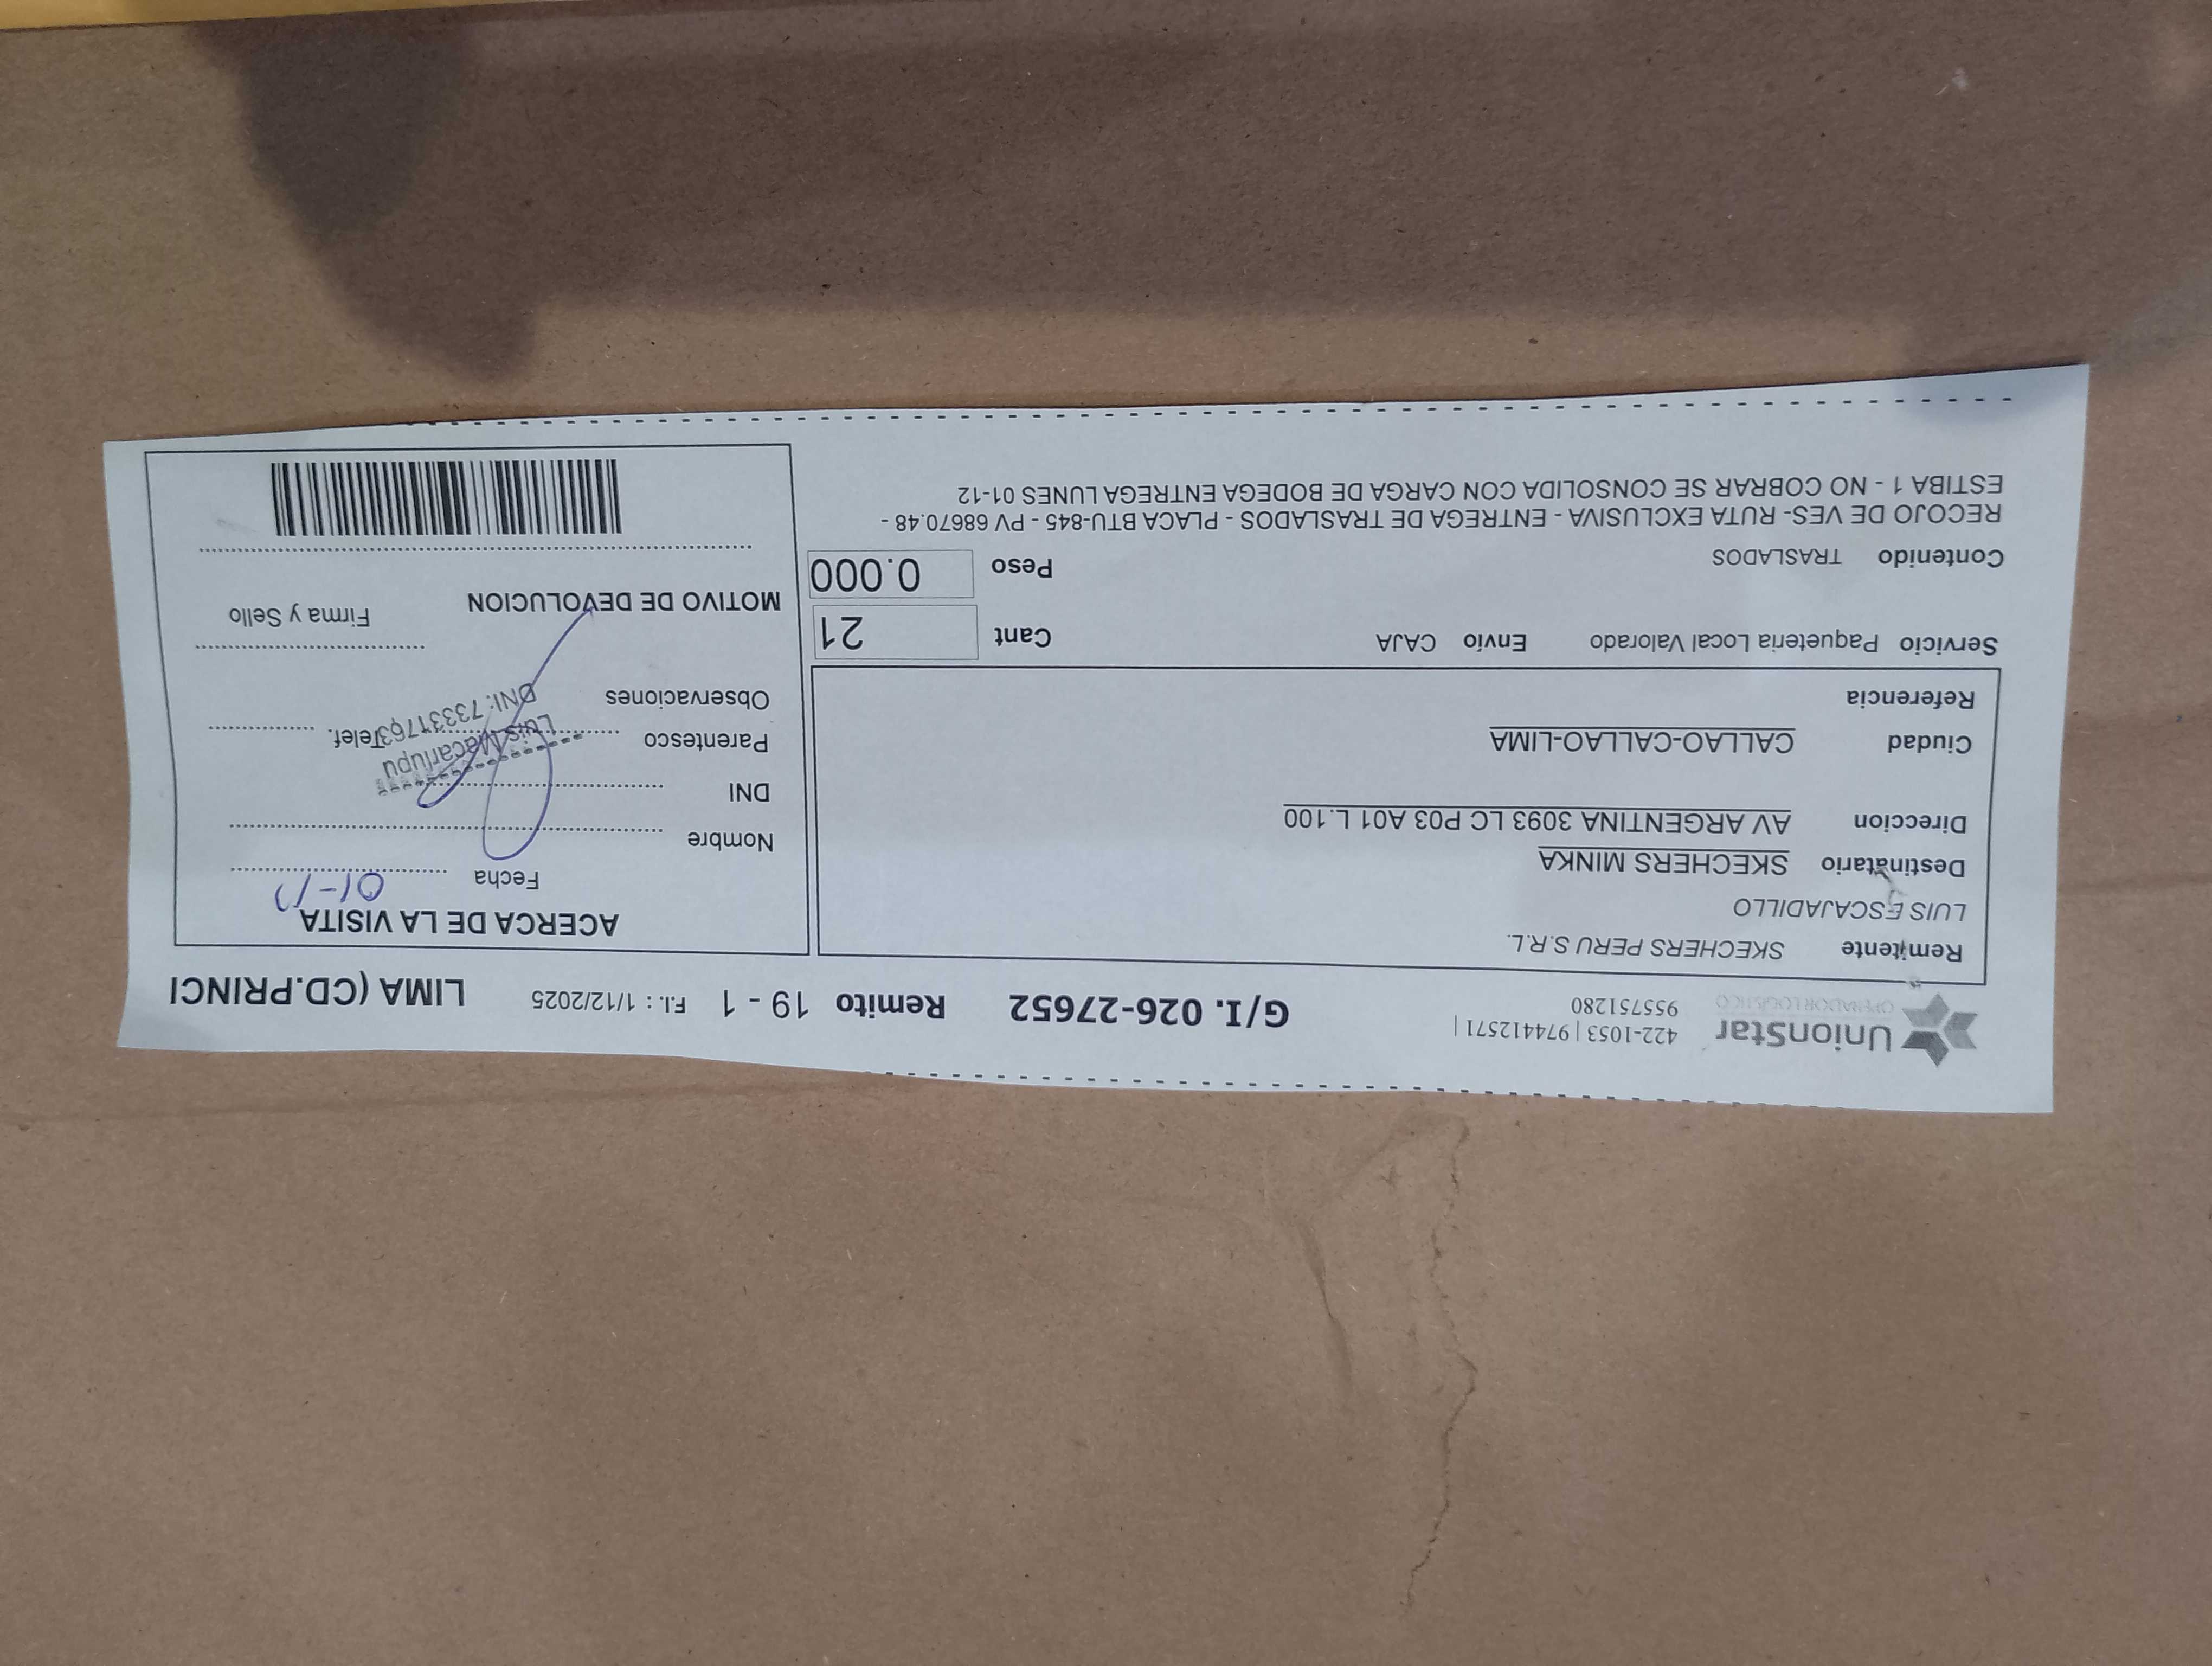 UnionStar
OPERADOR LOGISTICO
422-1053 | 974412571 |
955751280
G/I. 026-27652
Remito 19 - 1
F.I. : 1/12/2025
LIMA (CD.PRINCI
Remitente SKECHERS PERU S.R.L.
LUIS ESCAJADILLO
Destinatario SKECHERS MINKA
Direccion AV ARGENTINA 3093 LC P03 A01 L.100
Ciudad CALLAO-CALLAO-LIMA
Referencia
Servicio Paqueteria Local Valorado Envio CAJA Cant 21
Contenido TRASLADOS Peso 0.000
RECOJO DE VES- RUTA EXCLUSIVA - ENTREGA DE TRASLADOS - PLACA BTU-845 - PV 68670.48 -
ESTIBA 1 - NO COBRAR SE CONSOLIDA CON CARGA DE BODEGA ENTREGA LUNES 01-12
ACERCA DE LA VISITA
Fecha
Nombre
DNI
Parentesco Telef.
Observaciones
Luis Macarlupu
DNI: 73331763
Firma y Sello
MOTIVO DE DEVOLUCION